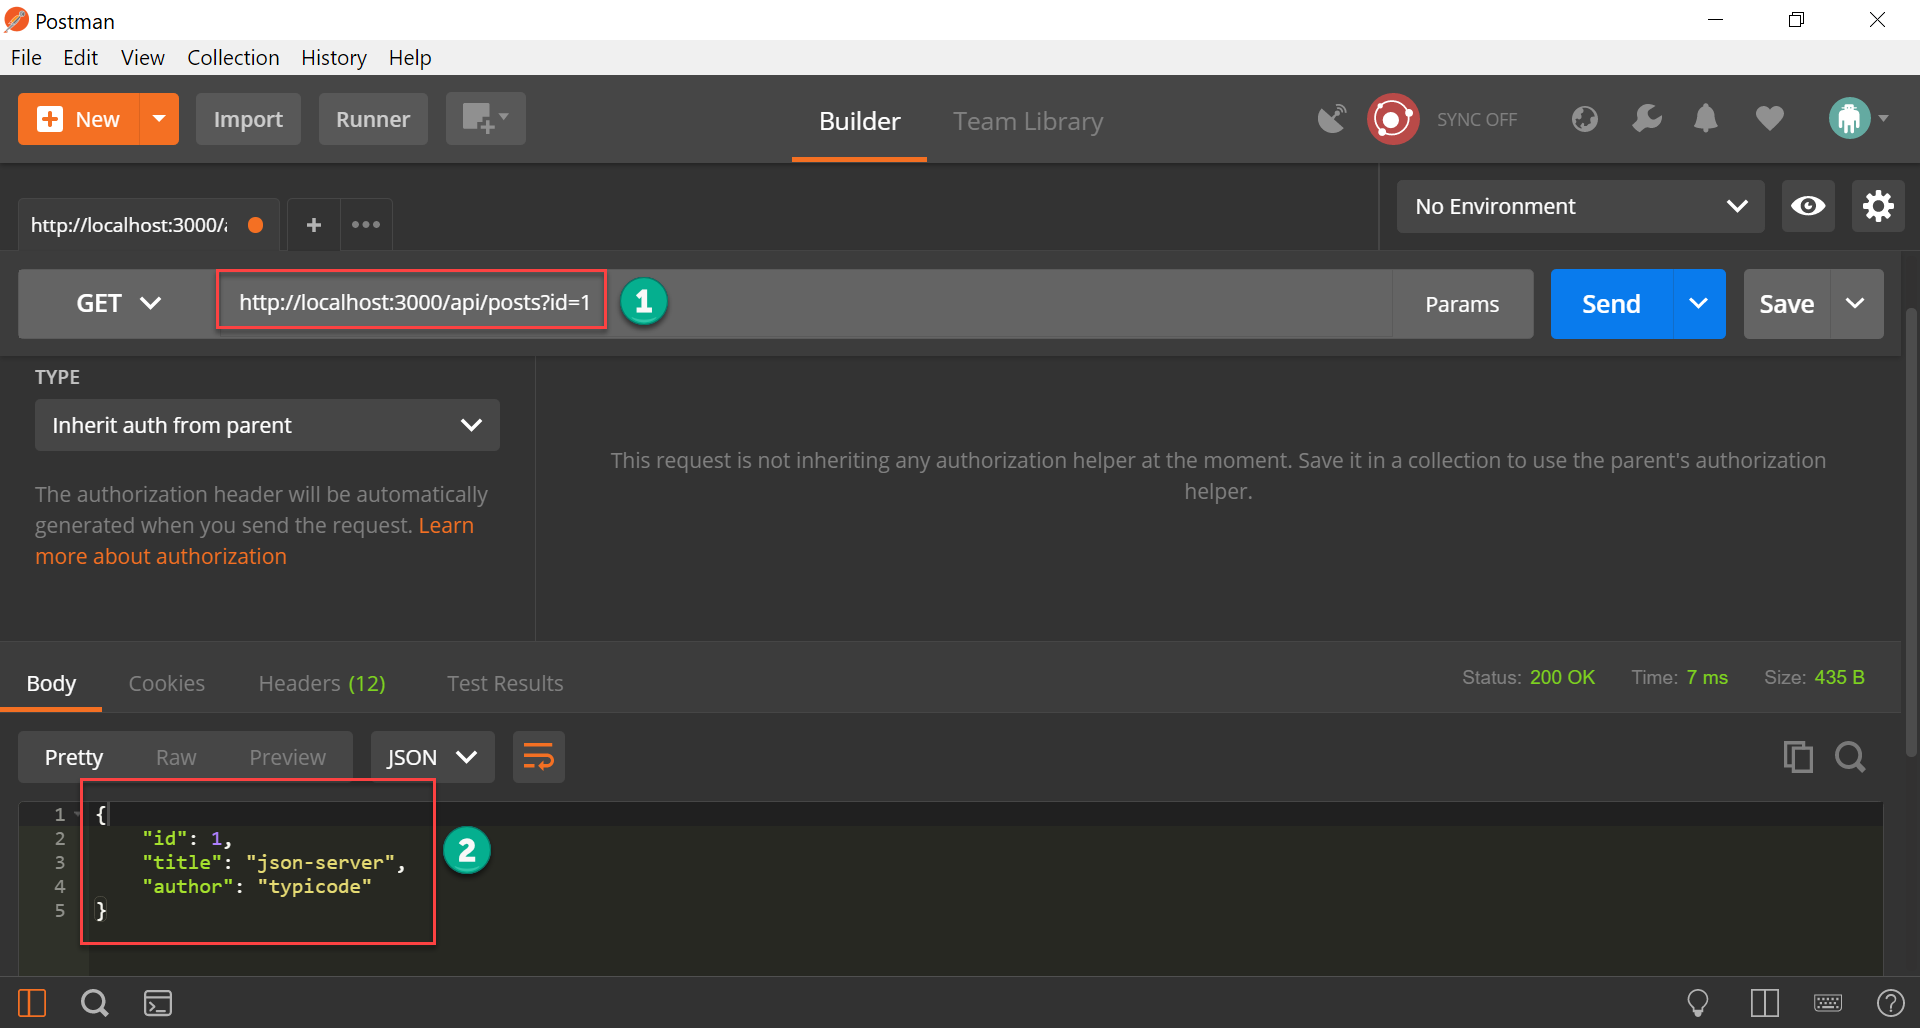 Postman
File Edit View Collection History Help
New Import Runner Builder Team Library SYNC OFF
http://localhost:3000/a + ••• No Environment
GET http://localhost:3000/api/posts?id=1 1 Params Send Save
TYPE
Inherit auth from parent
The authorization header will be automatically
generated when you send the request. Learn
more about authorization
This request is not inheriting any authorization helper at the moment. Save it in a collection to use the parent's authorization
helper.
Body Cookies Headers (12) Test Results Status: 200 OK Time: 7 ms Size: 435 B
Pretty Raw Preview JSON
1 {
2 "id": 1,
3 "title": "json-server",
4 "author": "typicode"
5 }
2